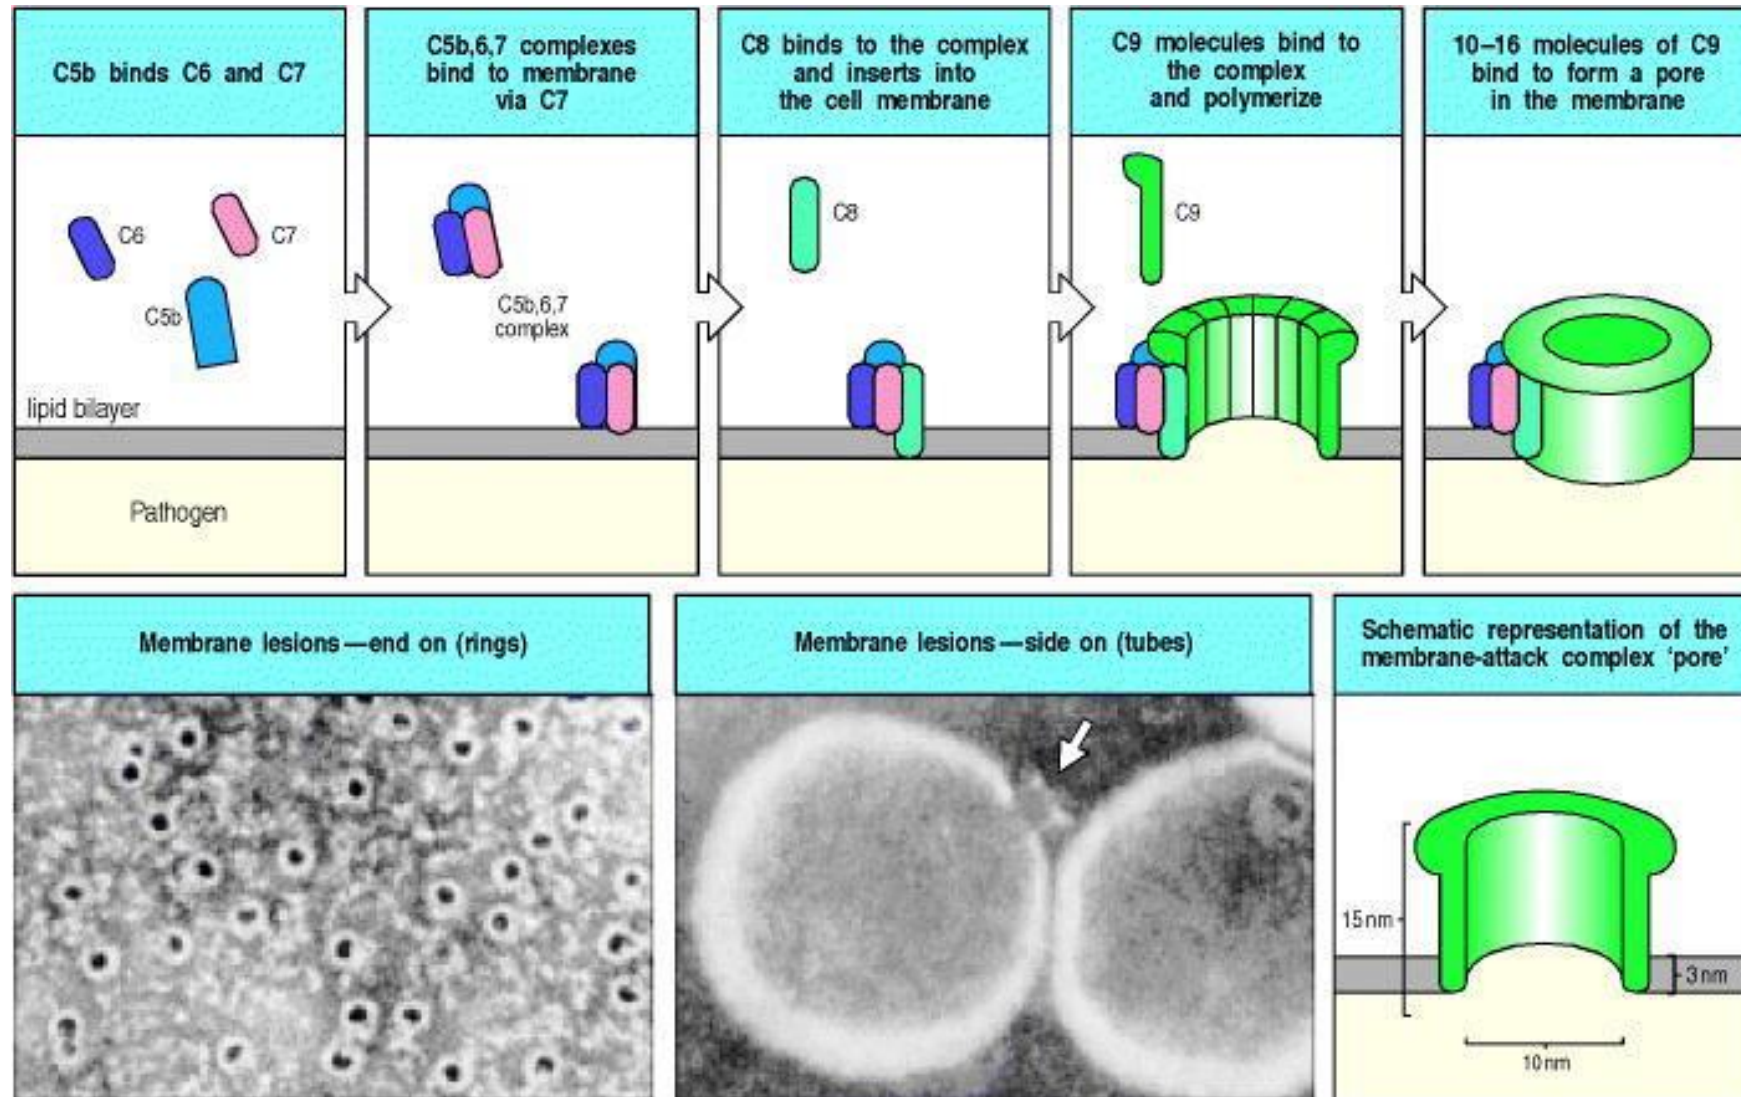 C5b binds C6 and C7
C6
C7
C5b
lipid bilayer
Pathogen
C5b,6,7 complexes
bind to membrane
via C7
C5b,6,7
complex
C8 binds to the complex
and inserts into
the cell membrane
C8
C9 molecules bind to
the complex
and polymerize
C9
10–16 molecules of C9
bind to form a pore
in the membrane
Membrane lesions—end on (rings)
Membrane lesions—side on (tubes)
Schematic representation of the
membrane-attack complex ‘pore’
15 nm
3 nm
10 nm